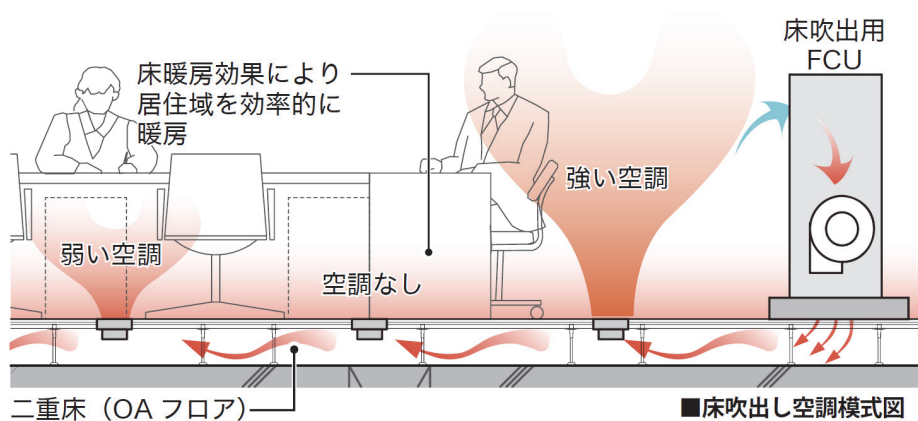 床吹出用
FCU
床暖房効果により
居住域を効率的に
暖房
強い空調
弱い空調
空調なし
二重床（OA フロア）
■床吹出し空調模式図